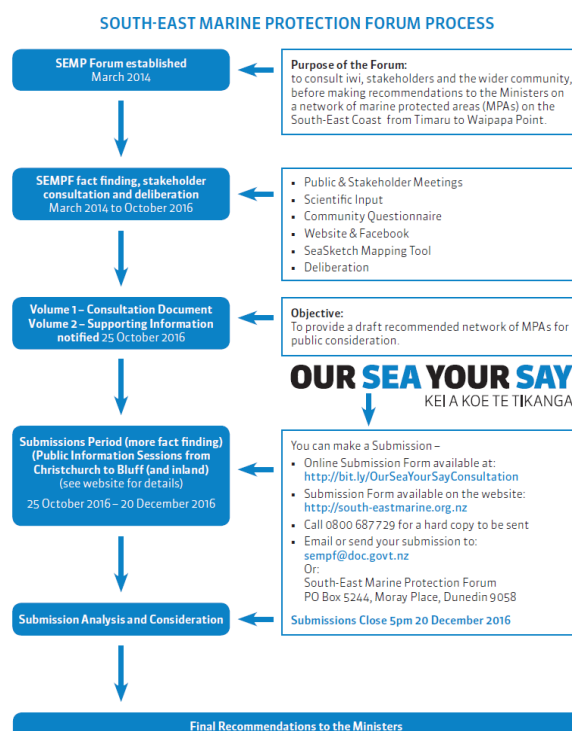 SOUTH-EAST MARINE PROTECTION FORUM PROCESS
SEMP Forum established
March 2014
Purpose of the Forum:
to consult iwi, stakeholders and the wider community,
before making recommendations to the Ministers on
a network of marine protected areas (MPAs) on the
South-East Coast from Timaru to Waipapa Point.
SEMPF fact finding, stakeholder
consultation and deliberation
March 2014 to October 2016
▪ Public & Stakeholder Meetings
▪ Scientific Input
▪ Community Questionnaire
▪ Website & Facebook
▪ SeaSketch Mapping Tool
▪ Deliberation
Volume 1 – Consultation Document
Volume 2 – Supporting Information
notified 25 October 2016
Objective:
To provide a draft recommended network of MPAs for
public consideration.
OUR SEA YOUR SAY
KEI A KOE TE TIKANGA
Submissions Period (more fact finding)
(Public Information Sessions from
Christchurch to Bluff (and inland)
(see website for details)
25 October 2016 – 20 December 2016
You can make a Submission –
▪ Online Submission Form available at:
http://bit.ly/OurSeaYourSayConsultation
▪ Submission Form available on the website:
http://south-eastmarine.org.nz
▪ Call 0800 687 729 for a hard copy to be sent
▪ Email or send your submission to:
sempf@doc.govt.nz
Or:
South-East Marine Protection Forum
PO Box 5244, Moray Place, Dunedin 9058
Submissions Close 5pm 20 December 2016
Submission Analysis and Consideration
Final Recommendations to the Ministers